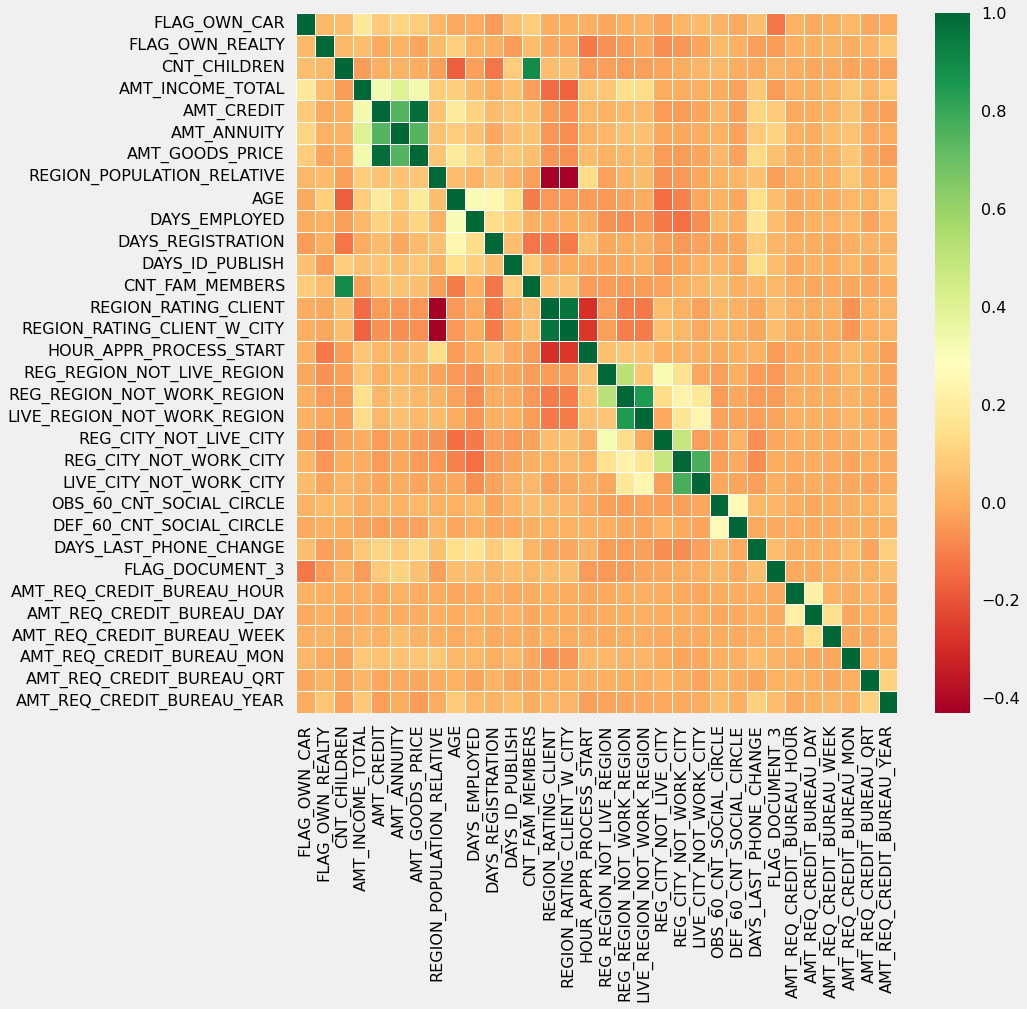 FLAG_OWN_CAR
FLAG_OWN_REALTY
CNT_CHILDREN
AMT_INCOME_TOTAL
AMT_CREDIT
AMT_ANNUITY
AMT_GOODS_PRICE
REGION_POPULATION_RELATIVE
AGE
DAYS_EMPLOYED
DAYS_REGISTRATION
DAYS_ID_PUBLISH
CNT_FAM_MEMBERS
REGION_RATING_CLIENT
REGION_RATING_CLIENT_W_CITY
HOUR_APPR_PROCESS_START
REG_REGION_NOT_LIVE_REGION
REG_REGION_NOT_WORK_REGION
LIVE_REGION_NOT_WORK_REGION
REG_CITY_NOT_LIVE_CITY
REG_CITY_NOT_WORK_CITY
LIVE_CITY_NOT_WORK_CITY
OBS_60_CNT_SOCIAL_CIRCLE
DEF_60_CNT_SOCIAL_CIRCLE
DAYS_LAST_PHONE_CHANGE
FLAG_DOCUMENT_3
AMT_REQ_CREDIT_BUREAU_HOUR
AMT_REQ_CREDIT_BUREAU_DAY
AMT_REQ_CREDIT_BUREAU_WEEK
AMT_REQ_CREDIT_BUREAU_MON
AMT_REQ_CREDIT_BUREAU_QRT
AMT_REQ_CREDIT_BUREAU_YEAR
FLAG_OWN_CAR
FLAG_OWN_REALTY
CNT_CHILDREN
AMT_INCOME_TOTAL
AMT_CREDIT
AMT_ANNUITY
AMT_GOODS_PRICE
REGION_POPULATION_RELATIVE
AGE
DAYS_EMPLOYED
DAYS_REGISTRATION
DAYS_ID_PUBLISH
CNT_FAM_MEMBERS
REGION_RATING_CLIENT
REGION_RATING_CLIENT_W_CITY
HOUR_APPR_PROCESS_START
REG_REGION_NOT_LIVE_REGION
REG_REGION_NOT_WORK_REGION
LIVE_REGION_NOT_WORK_REGION
REG_CITY_NOT_LIVE_CITY
REG_CITY_NOT_WORK_CITY
LIVE_CITY_NOT_WORK_CITY
OBS_60_CNT_SOCIAL_CIRCLE
DEF_60_CNT_SOCIAL_CIRCLE
DAYS_LAST_PHONE_CHANGE
FLAG_DOCUMENT_3
AMT_REQ_CREDIT_BUREAU_HOUR
AMT_REQ_CREDIT_BUREAU_DAY
AMT_REQ_CREDIT_BUREAU_WEEK
AMT_REQ_CREDIT_BUREAU_MON
AMT_REQ_CREDIT_BUREAU_QRT
AMT_REQ_CREDIT_BUREAU_YEAR
1.0
0.8
0.6
0.4
0.2
0.0
−0.2
−0.4